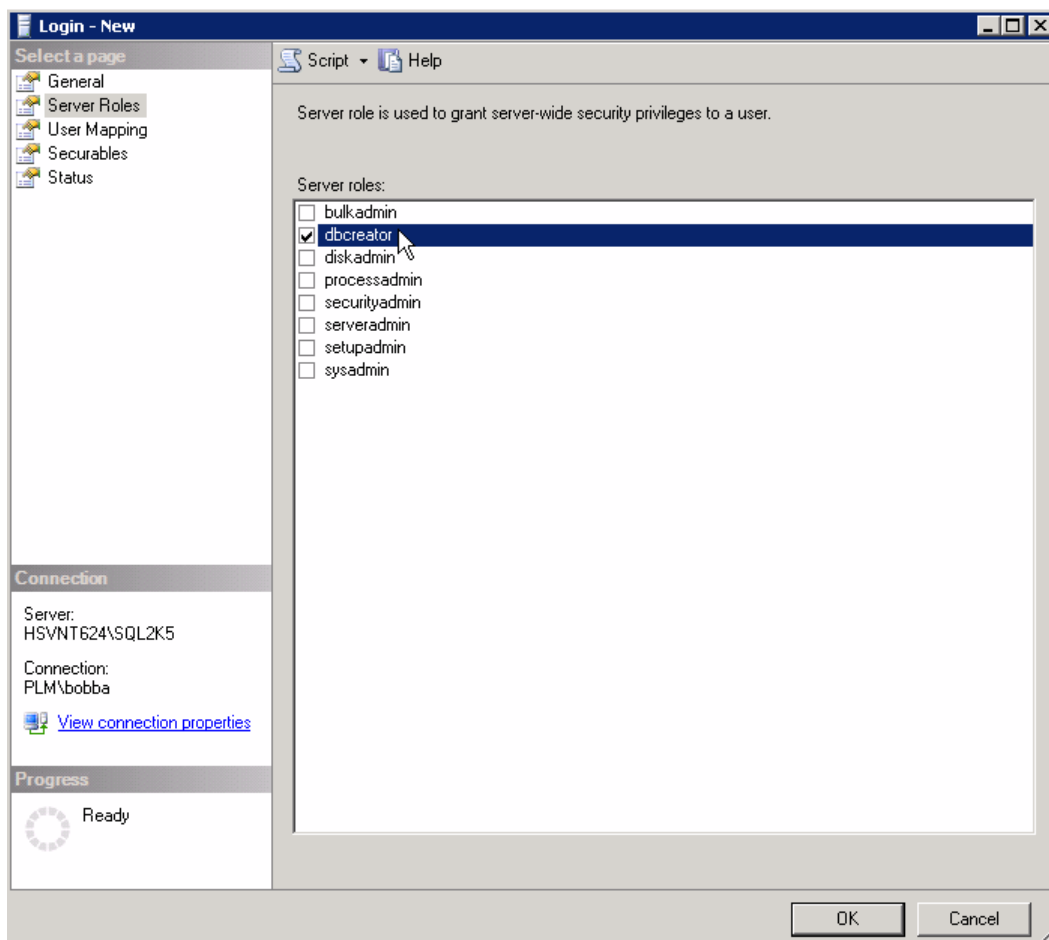 Login - New
Select a page
General
Server Roles
User Mapping
Securables
Status
Script
Help
Server role is used to grant server-wide security privileges to a user.
Server roles:
bulkadmin
dbcreator
diskadmin
processadmin
securityadmin
serveradmin
setupadmin
sysadmin
Connection
Server:
HSVNT624\SQL2K5
Connection:
PLM\bobba
View connection properties
Progress
Ready
OK
Cancel